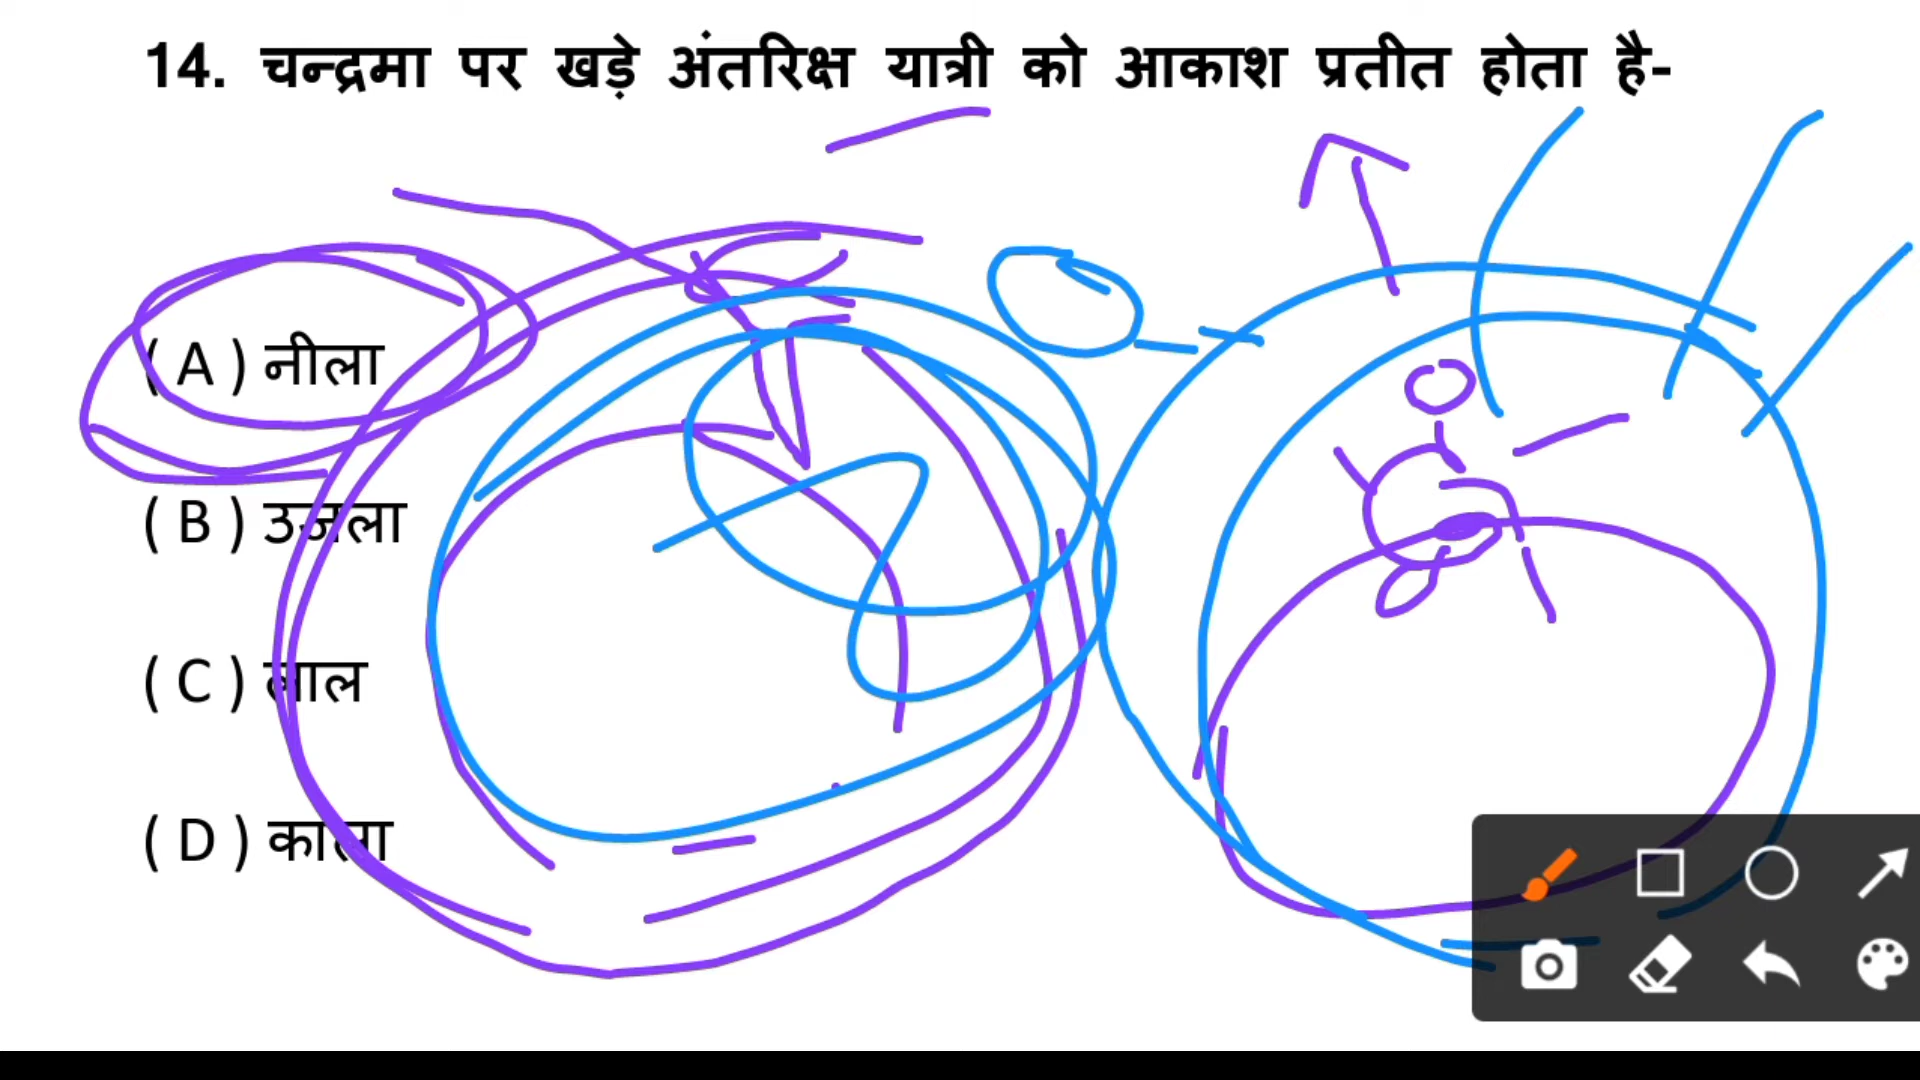 14. चन्द्रमा पर खड़े अंतरिक्ष यात्री को आकाश प्रतीत होता है-
( A ) नीला
( B ) उजला
( C ) लाल
( D ) काला